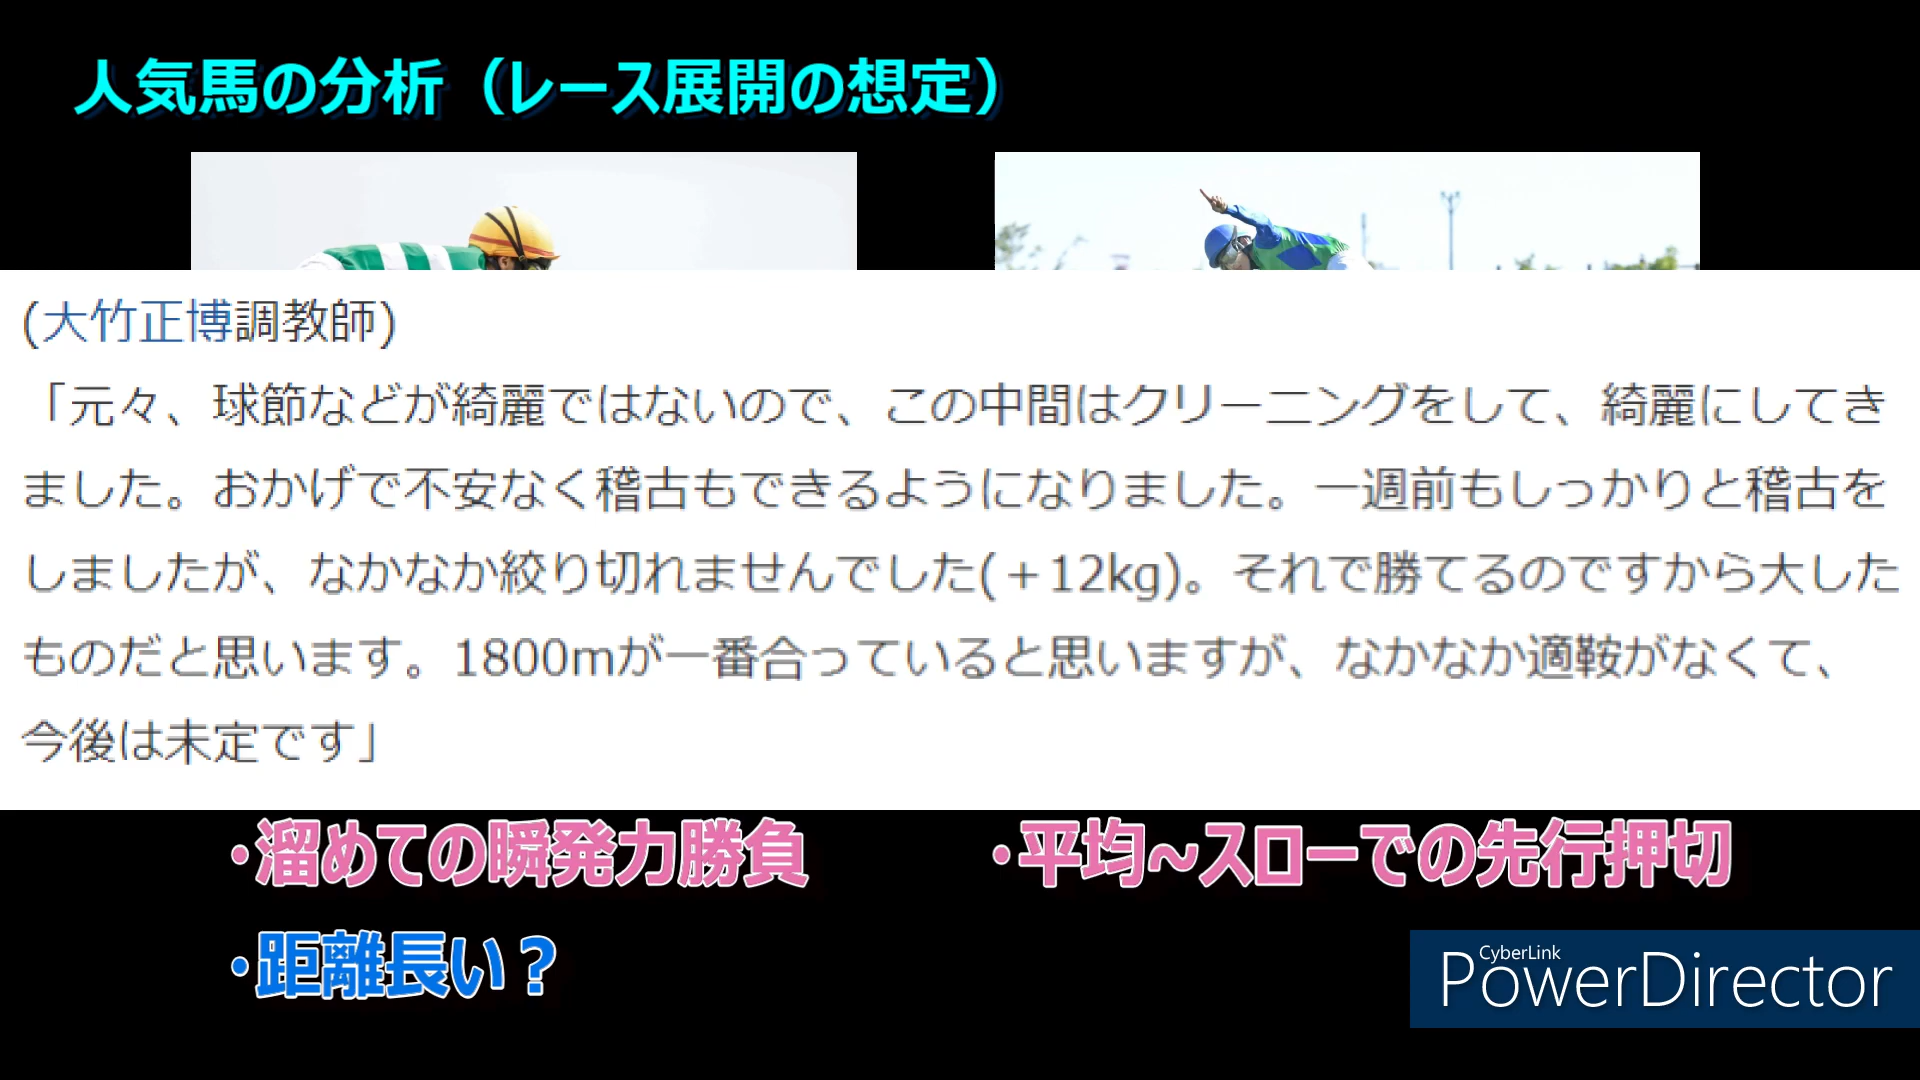 人気馬の分析（レース展開の想定）
(大竹正博調教師)
「元々、球節などが綺麗ではないので、この中間はクリーニングをして、綺麗にしてき
ました。おかげで不安なく稽古もできるようになりました。一週前もしっかりと稽古を
しましたが、なかなか絞り切れませんでした(＋12kg)。それで勝てるのですから大した
ものだと思います。1800mが一番合っていると思いますが、なかなか適鞍がなくて、
今後は未定です」
・溜めての瞬発力勝負
・平均～スローでの先行押切
・距離長い？
CyberLink
PowerDirector